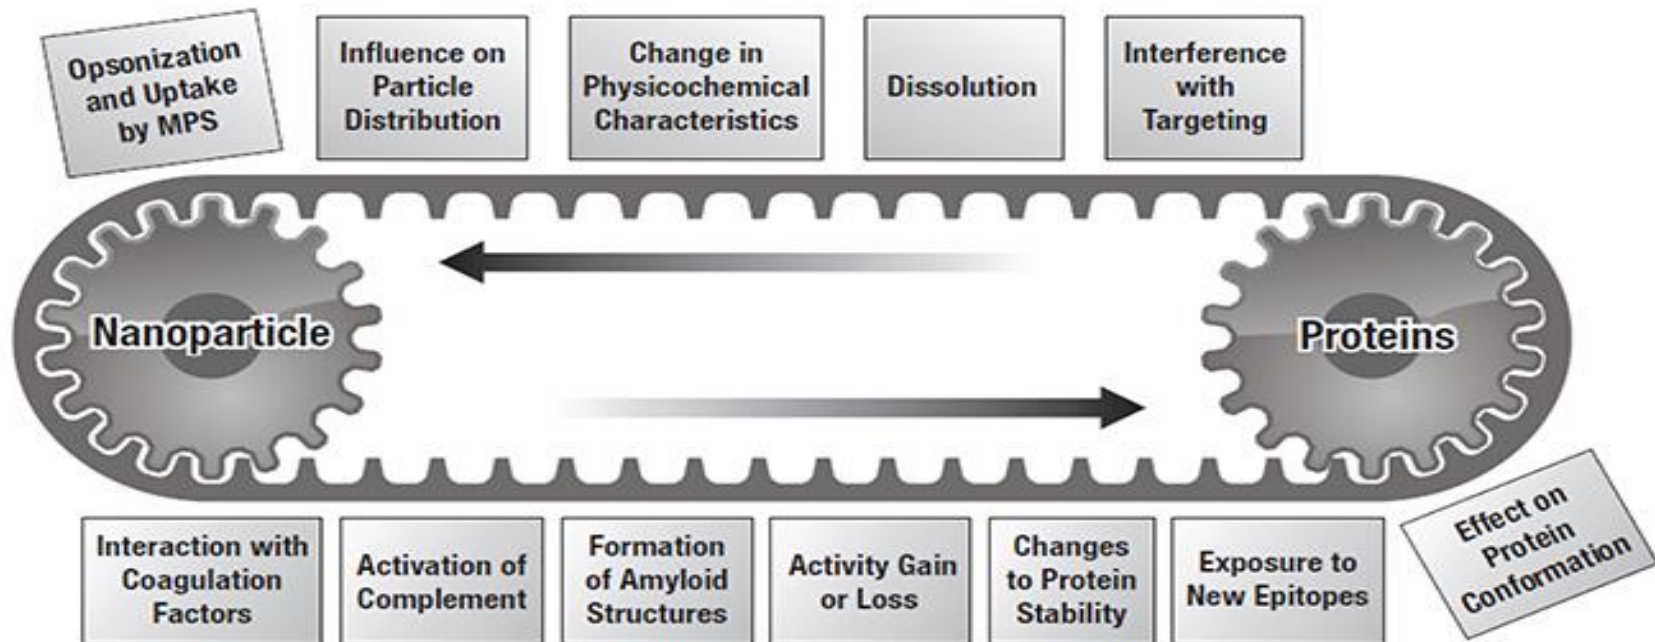 Opsonization
and Uptake
by MPS
Influence on
Particle
Distribution
Change in
Physicochemical
Characteristics
Dissolution
Interference
with
Targeting
Nanoparticle
Proteins
Interaction with
Coagulation
Factors
Activation of
Complement
Formation
of Amyloid
Structures
Activity Gain
or Loss
Changes
to Protein
Stability
Exposure to
New Epitopes
Effect on
Protein
Conformation